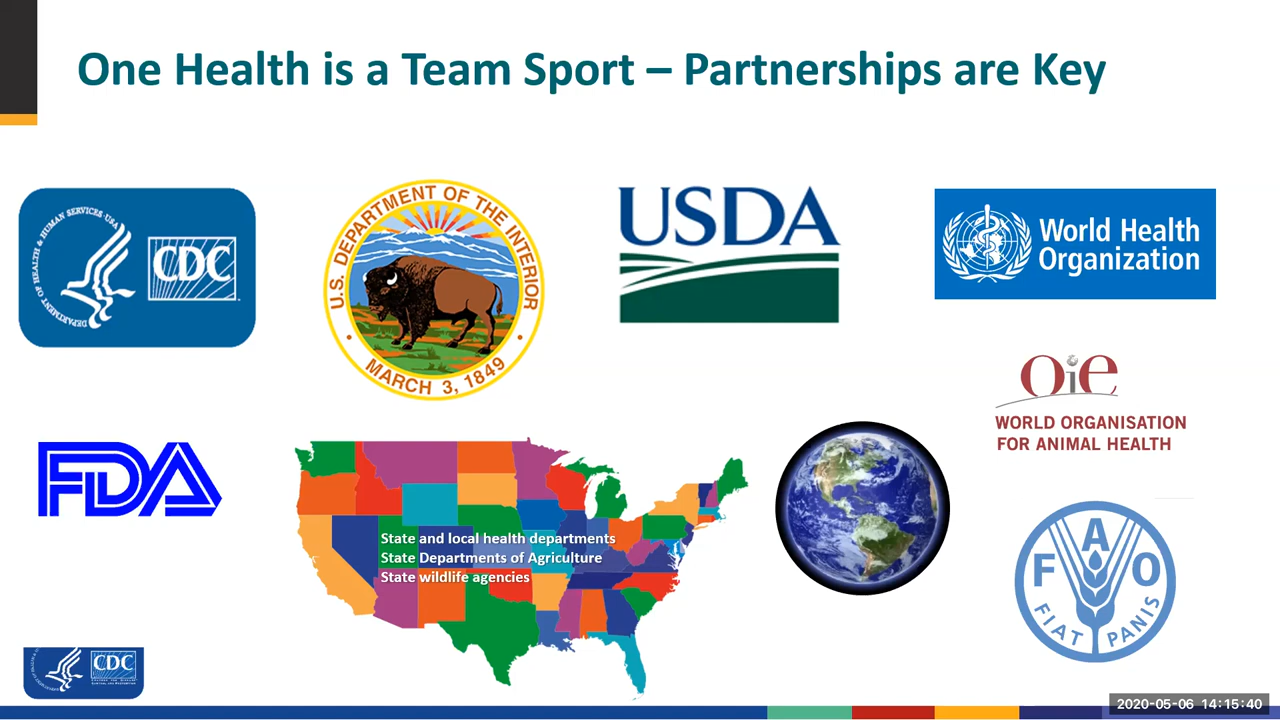 One Health is a Team Sport – Partnerships are Key
DEPARTMENT OF HEALTH & HUMAN SERVICES·USA
CDC
U.S. DEPARTMENT OF THE INTERIOR
MARCH 3, 1849
USDA
World Health
Organization
OiE
WORLD ORGANISATION
FOR ANIMAL HEALTH
FDA
State and local health departments
State Departments of Agriculture
State wildlife agencies
F A O
FIAT PANIS
CDC
2020-05-06 14:15:40